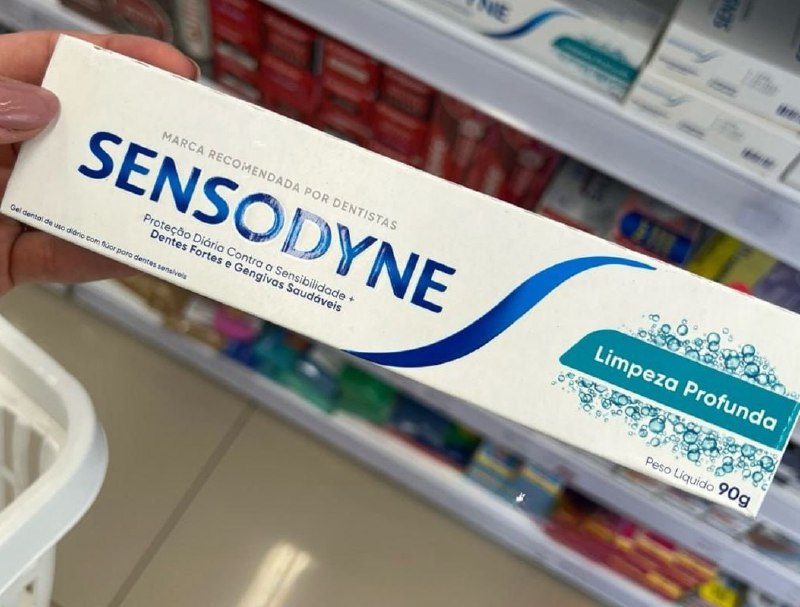 MARCA RECOMENDADA POR DENTISTAS
SENSODYNE
Proteção Diária Contra a Sensibilidade +
Dentes Fortes e Gengivas Saudáveis
Gel dental de uso diário com flúor para dentes sensíveis
Limpeza Profunda
Peso Líquido 90g